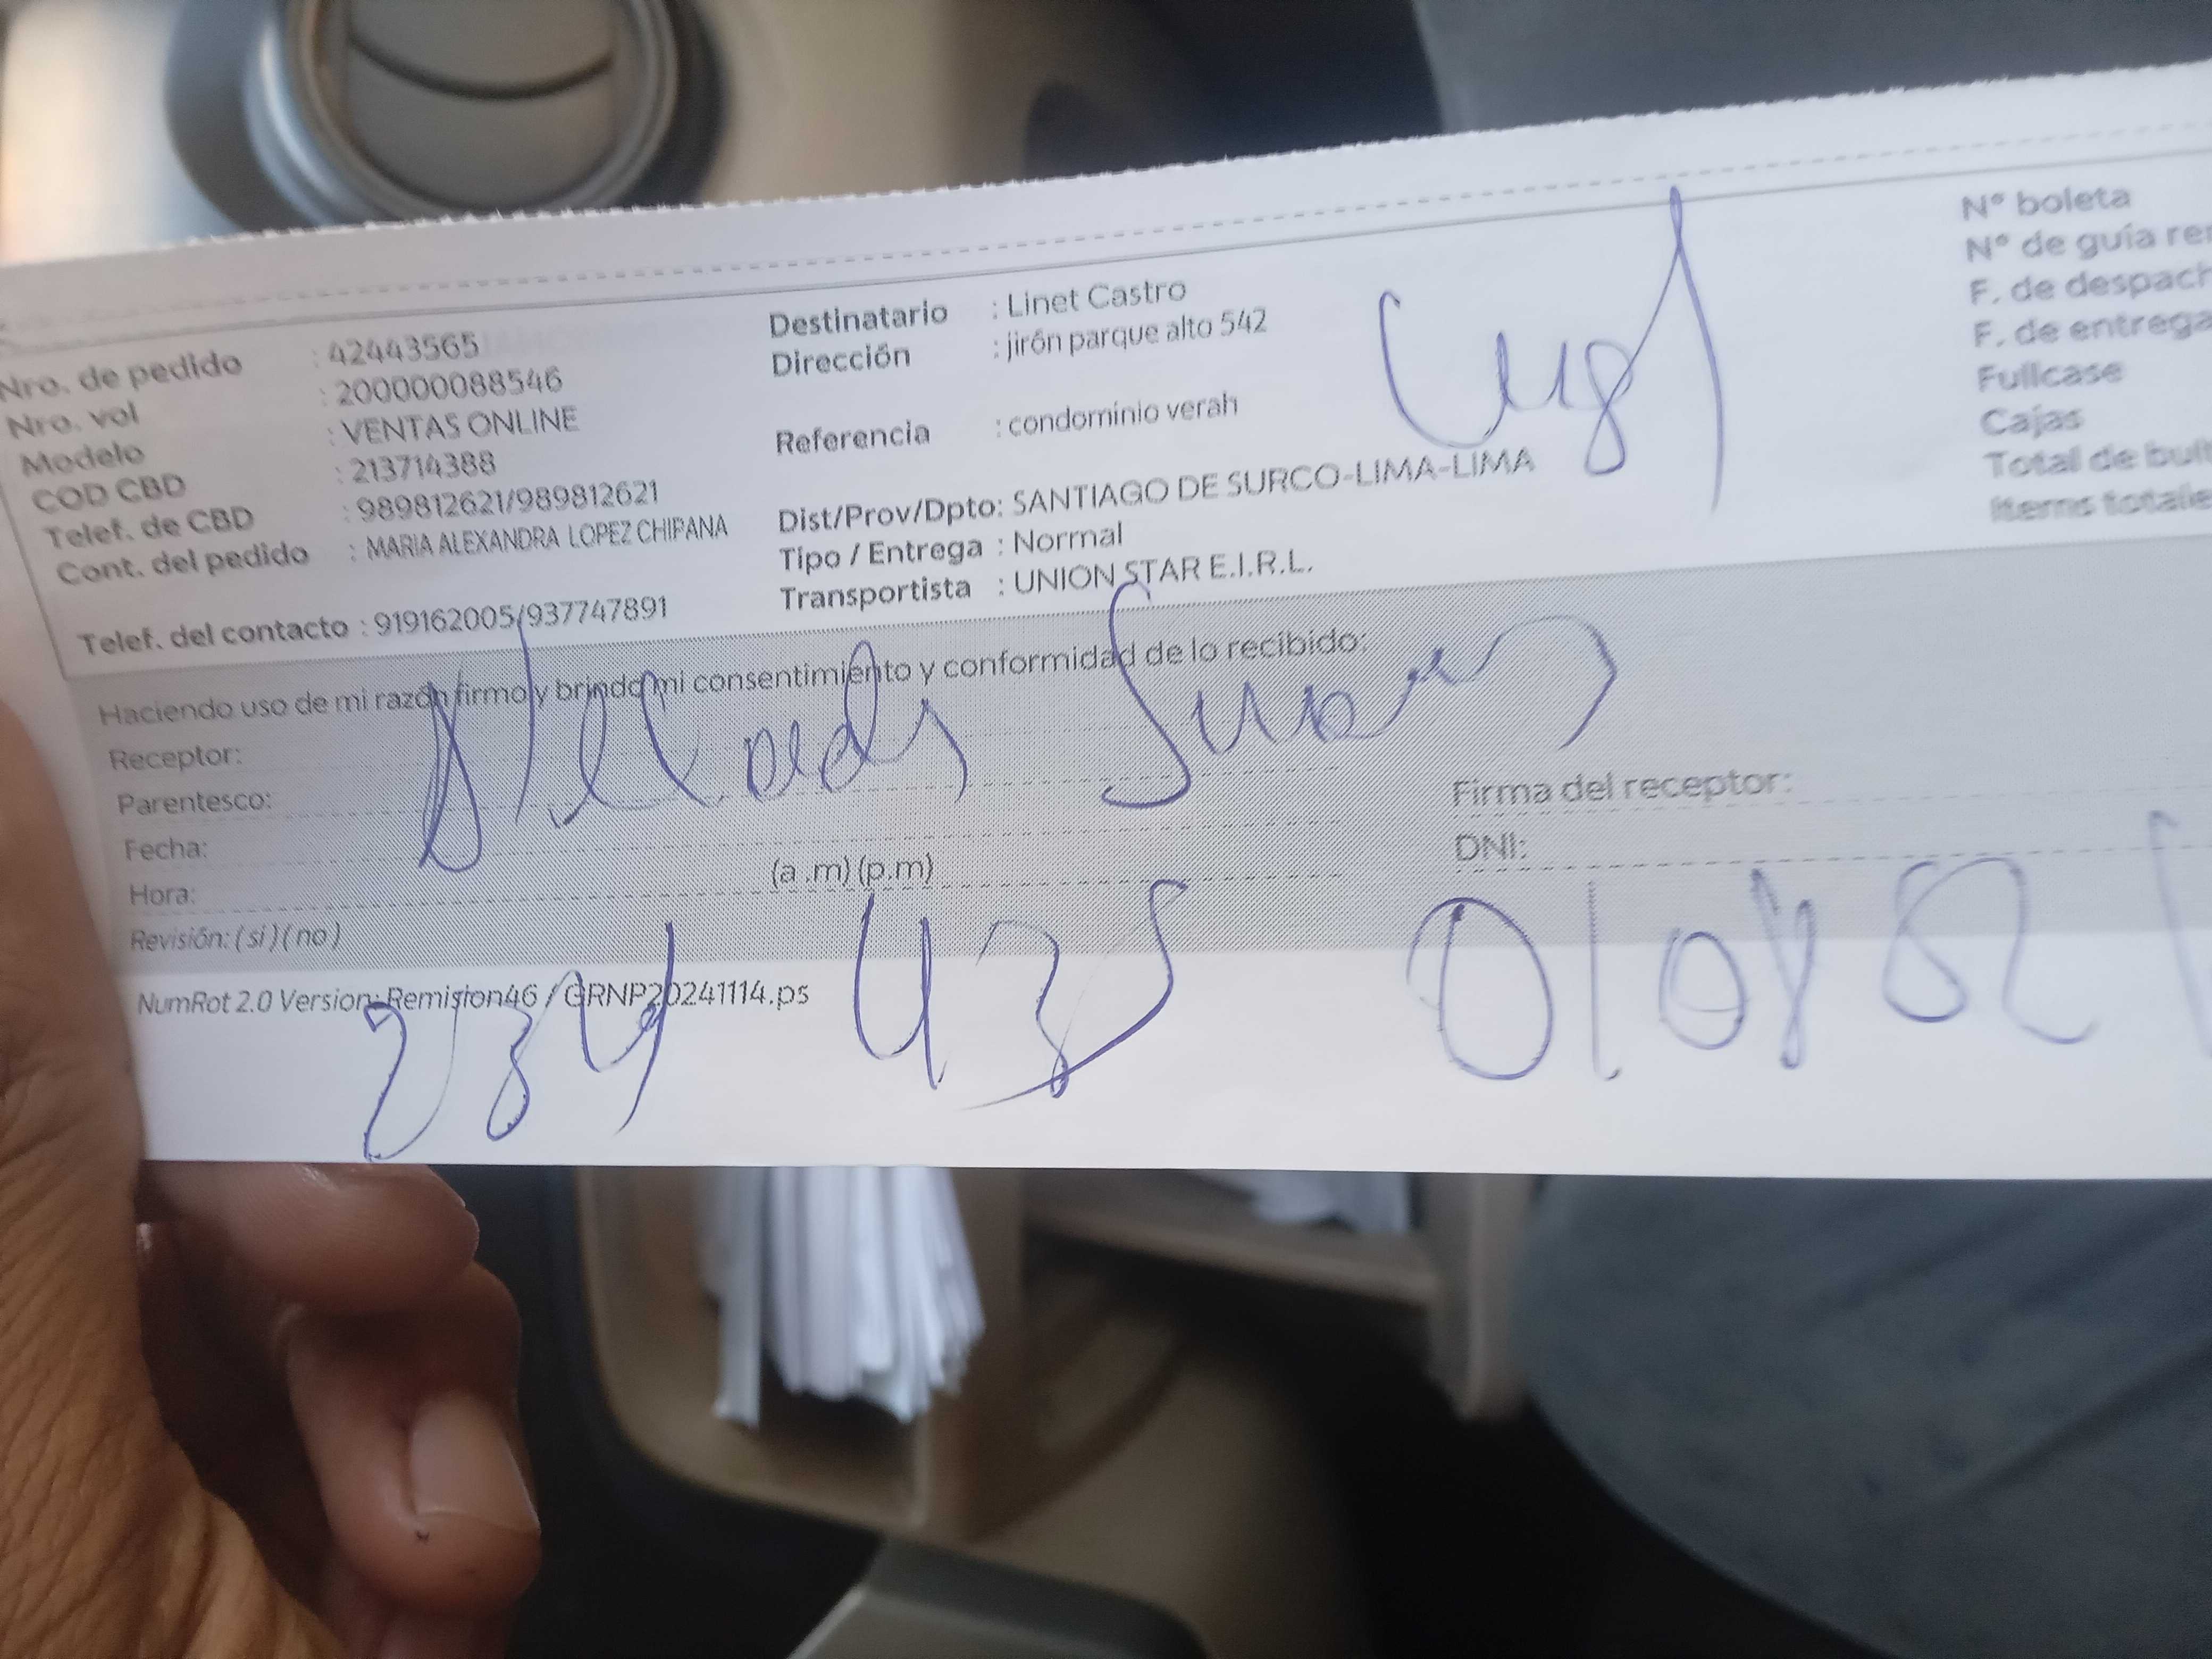 Nro. de pedido : 42443565
Nro. vol : 200000088546
Modelo : VENTAS ONLINE
COD CBD : 213714388
Telef. de CBD : 989812621/989812621
Cont. del pedido : MARIA ALEXANDRA LOPEZ CHIPANA
Telef. del contacto : 919162005/937747891
Destinatario : Linet Castro
Dirección : jirón parque alto 542
Referencia : condominio verah
Dist/Prov/Dpto: SANTIAGO DE SURCO-LIMA-LIMA
Tipo / Entrega : Normal
Transportista : UNION STAR E.I.R.L.
N° boleta
N° de guía
F. de
F. de entrega
Fullcase
Cajas
Total de
Items
Haciendo uso de mi razón firmo y brindo mi consentimiento y conformidad de lo recibido:
Receptor:
Parentesco:
Fecha:
Hora: (a .m) (p.m)
Revisión: ( si ) ( no )
Firma del receptor:
DNI:
NumRot 2.0 Version: Remision46 / GRNP20241114.ps